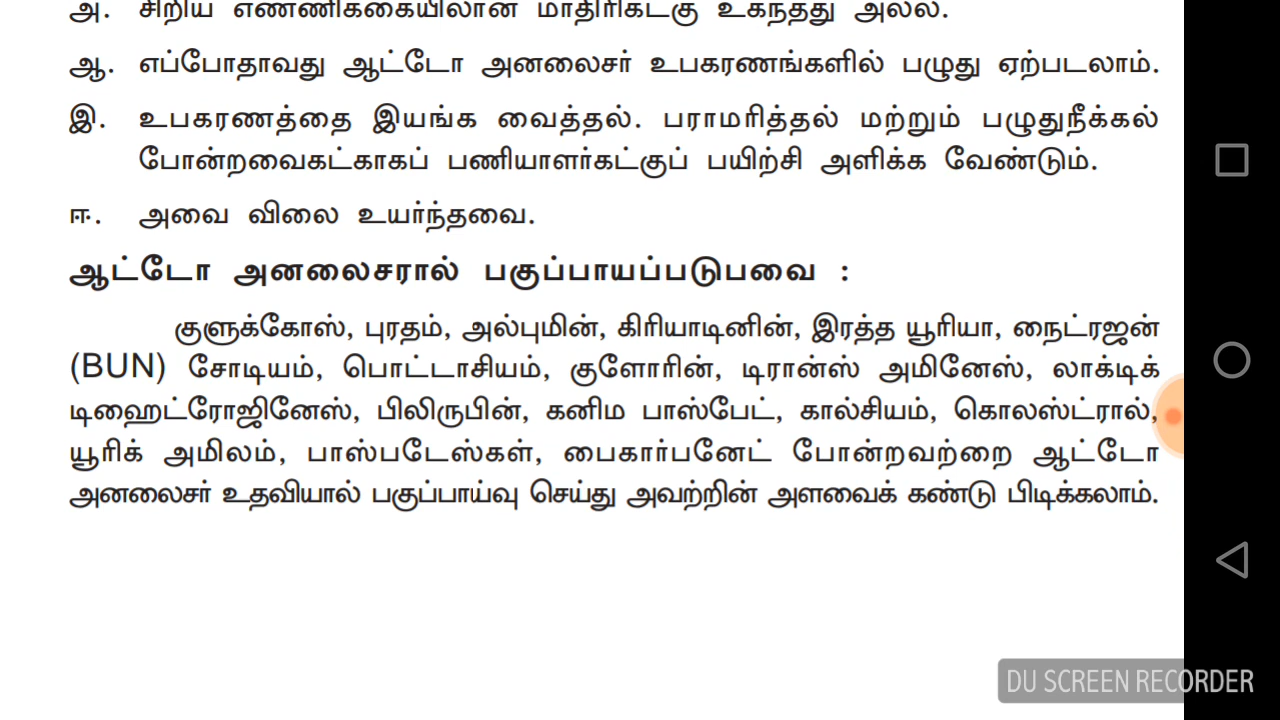 அ. சிறிய எண்ணிக்கையிலான மாதிரிகட்கு உகந்தது அல்ல.
ஆ. எப்போதாவது ஆட்டோ அனலைசர் உபகரணங்களில் பழுது ஏற்படலாம்.
இ. உபகரணத்தை இயங்க வைத்தல். பராமரித்தல் மற்றும் பழுதுநீக்கல்
போன்றவைகட்காகப் பணியாளர்கட்குப் பயிற்சி அளிக்க வேண்டும்.
ஈ. அவை விலை உயர்ந்தவை.
ஆட்டோ அனலைசரால் பகுப்பாயப்படுபவை :
குளுக்கோஸ், புரதம், அல்புமின், கிரியாடினின், இரத்த யூரியா, நைட்ரஜன்
(BUN) சோடியம், பொட்டாசியம், குளோரின், டிரான்ஸ் அமினேஸ், லாக்டிக்
டிஹைட்ரோஜினேஸ், பிலிருபின், கனிம பாஸ்பேட், கால்சியம், கொலஸ்ட்ரால்,
யூரிக் அமிலம், பாஸ்படேஸ்கள், பைகார்பனேட் போன்றவற்றை ஆட்டோ
அனலைசர் உதவியால் பகுப்பாய்வு செய்து அவற்றின் அளவைக் கண்டு பிடிக்கலாம்.
DU SCREEN RECORDER